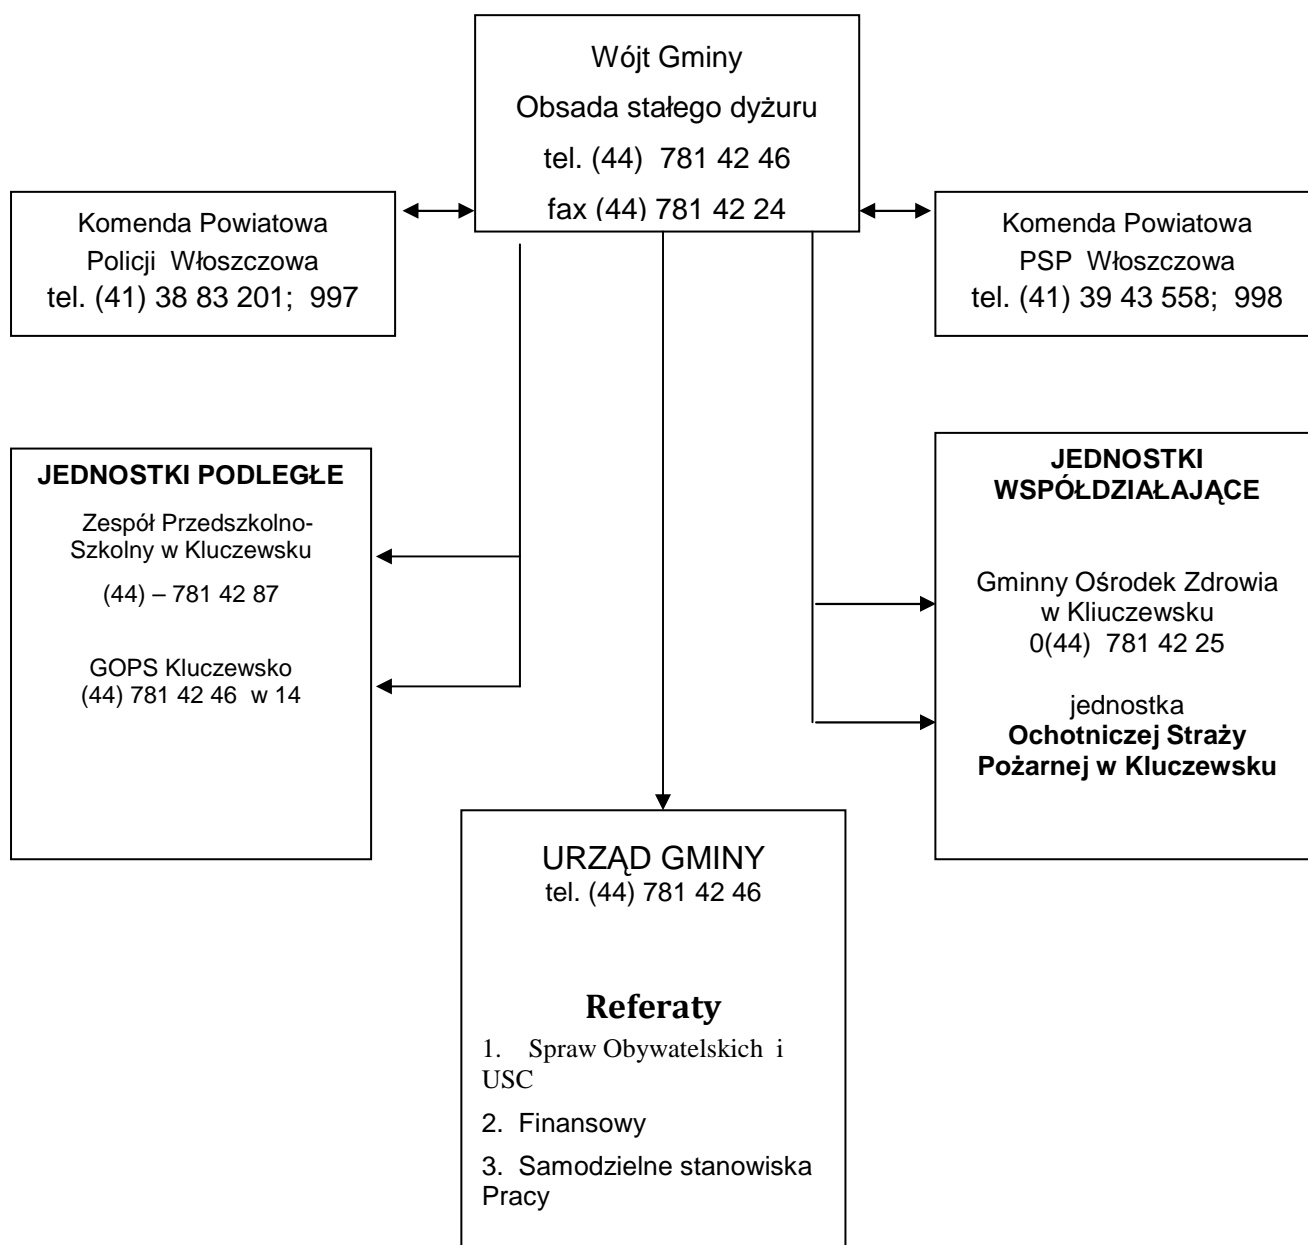 Wójt Gminy
Obsada stałego dyżuru
tel. (44) 781 42 46
fax (44) 781 42 24
Komenda Powiatowa
Policji Włoszczowa
tel. (41) 38 83 201; 997
Komenda Powiatowa
PSP Włoszczowa
tel. (41) 39 43 558; 998
JEDNOSTKI PODLEGŁE
Zespół Przedszkolno-
Szkolny w Kluczewsku
(44) – 781 42 87
GOPS Kluczewsko
(44) 781 42 46 w 14
JEDNOSTKI
WSPÓŁDZIAŁAJĄCE
Gminny Ośrodek Zdrowia
w Kliuczewsku
0(44) 781 42 25
jednostka
Ochotniczej Straży
Pożarnej w Kluczewsku
URZĄD GMINY
tel. (44) 781 42 46
Referaty
1. Spraw Obywatelskich i
USC
2. Finansowy
3. Samodzielne stanowiska
Pracy